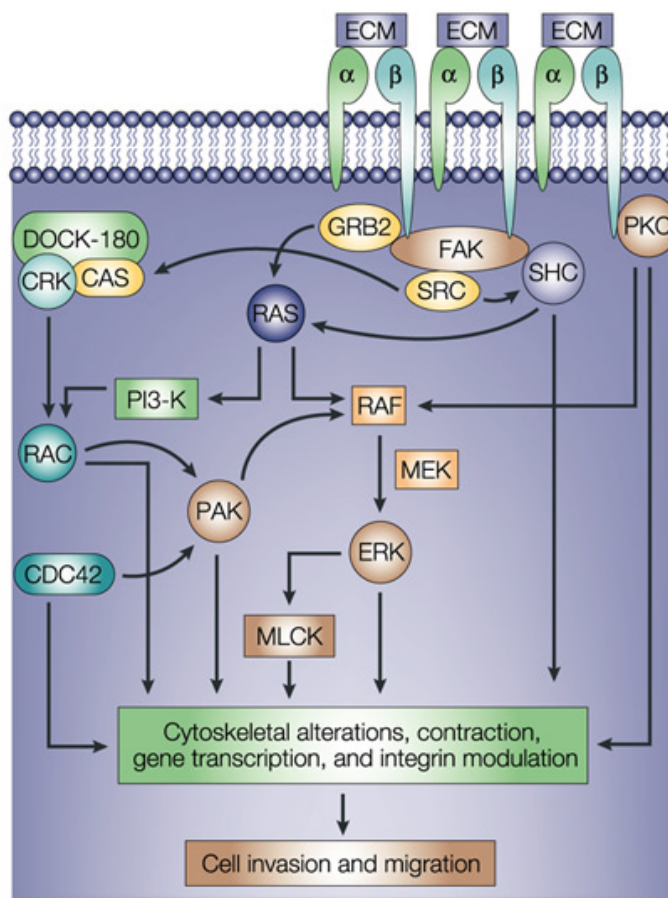 ECM
ECM
ECM
α
β
α
β
α
β
GRB2
PKC
DOCK-180
FAK
CRK
CAS
SRC
SHC
RAS
PI3-K
RAF
RAC
MEK
PAK
ERK
CDC42
MLCK
Cytoskeletal alterations, contraction,
gene transcription, and integrin modulation
Cell invasion and migration